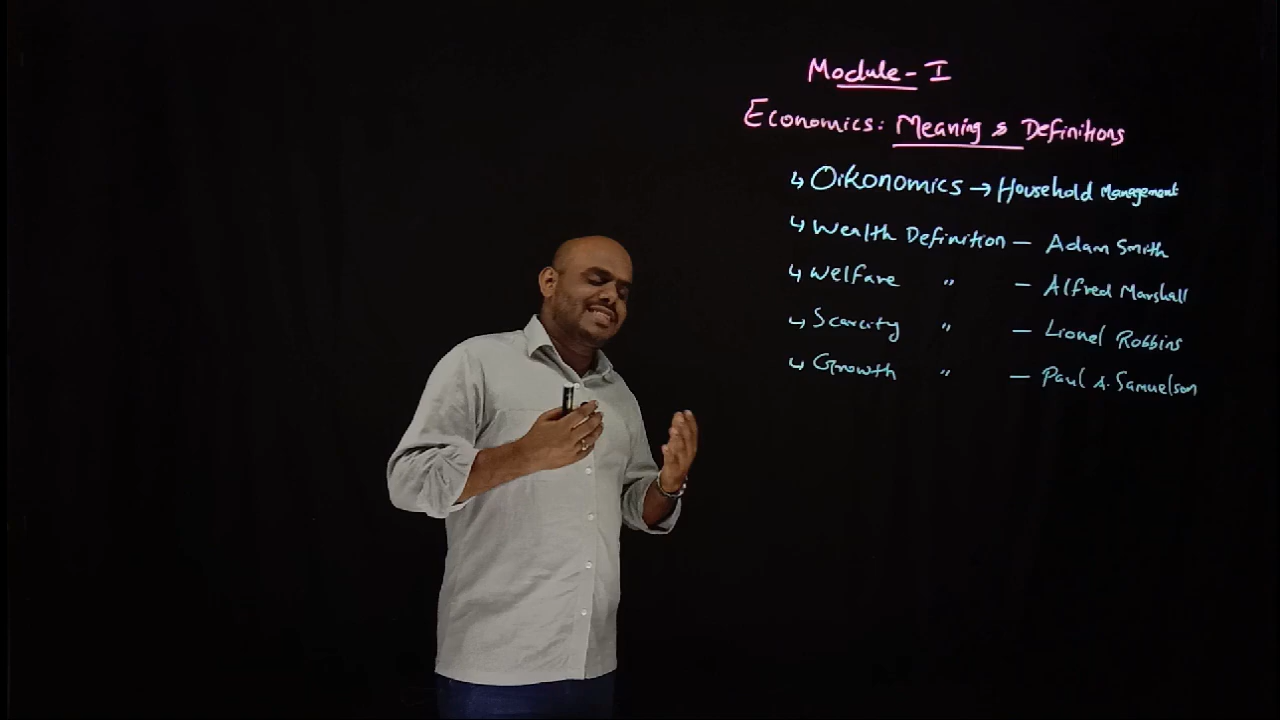 Module - I
Economics: Meaning & Definitions
↳ Oikonomics → Household Management
↳ Wealth Definition — Adam Smith
↳ Welfare " — Alfred Marshall
↳ Scarcity " — Lionel Robbins
↳ Growth " — Paul A. Samuelson